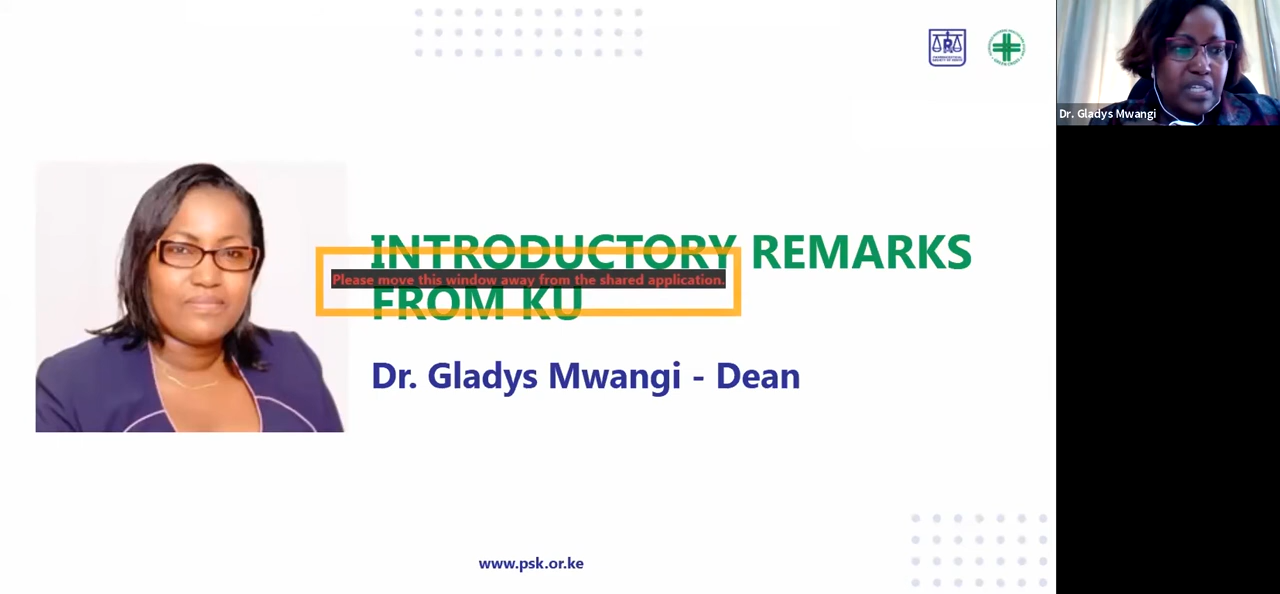 INTRODUCTORY REMARKS
Please move this window away from the shared application.
FROM KU
Dr. Gladys Mwangi - Dean
www.psk.or.ke
Dr. Gladys Mwangi